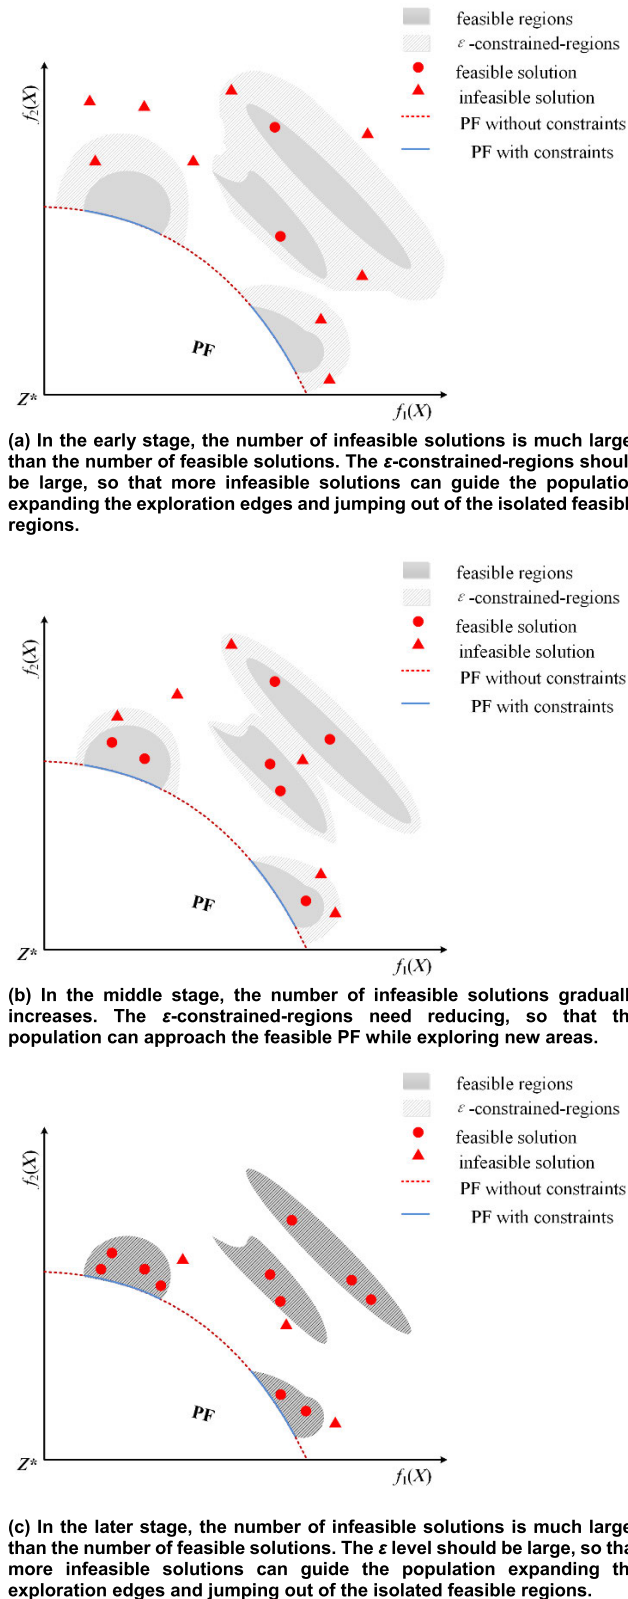 feasible regions
ε -constrained-regions
feasible solution
infeasible solution
PF without constraints
PF with constraints
f2(X)
PF
Z*
f1(X)
(a) In the early stage, the number of infeasible solutions is much large
than the number of feasible solutions. The ε-constrained-regions shoul
be large, so that more infeasible solutions can guide the populatio
expanding the exploration edges and jumping out of the isolated feasibl
regions.
feasible regions
ε -constrained-regions
feasible solution
infeasible solution
PF without constraints
PF with constraints
f2(X)
PF
Z*
f1(X)
(b) In the middle stage, the number of infeasible solutions graduall
increases. The ε-constrained-regions need reducing, so that th
population can approach the feasible PF while exploring new areas.
feasible regions
ε -constrained-regions
feasible solution
infeasible solution
PF without constraints
PF with constraints
f2(X)
PF
Z*
f1(X)
(c) In the later stage, the number of infeasible solutions is much large
than the number of feasible solutions. The ε level should be large, so tha
more infeasible solutions can guide the population expanding th
exploration edges and jumping out of the isolated feasible regions.